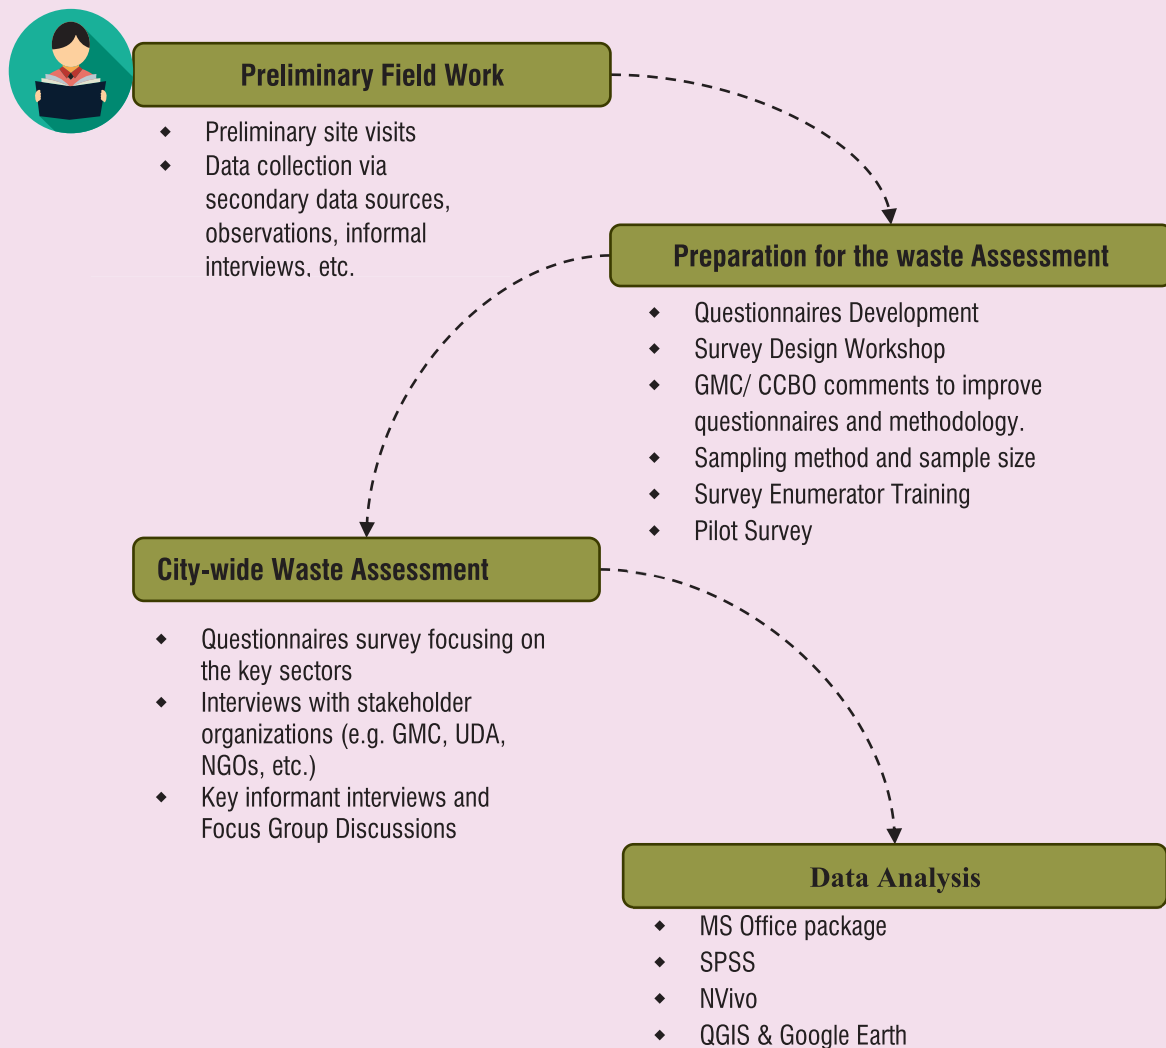 Preliminary Field Work
◆ Preliminary site visits
◆ Data collection via
secondary data sources,
observations, informal
interviews, etc.
Preparation for the waste Assessment
◆ Questionnaires Development
◆ Survey Design Workshop
◆ GMC/ CCBO comments to improve
questionnaires and methodology.
◆ Sampling method and sample size
◆ Survey Enumerator Training
◆ Pilot Survey
City-wide Waste Assessment
◆ Questionnaires survey focusing on
the key sectors
◆ Interviews with stakeholder
organizations (e.g. GMC, UDA,
NGOs, etc.)
◆ Key informant interviews and
Focus Group Discussions
Data Analysis
◆ MS Office package
◆ SPSS
◆ NVivo
◆ QGIS & Google Earth